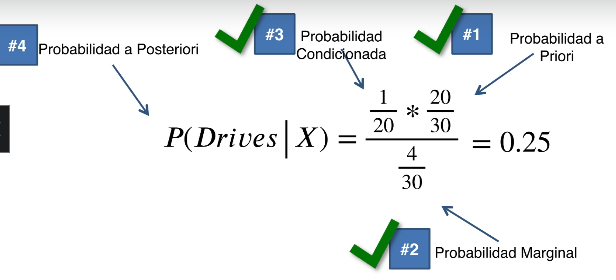 #4 Probabilidad a Posteriori
#3 Probabilidad
Condicionada
#1 Probabilidad a
Priori
P(Drives|X) = (1/20 * 20/30) / (4/30) = 0.25
#2 Probabilidad Marginal